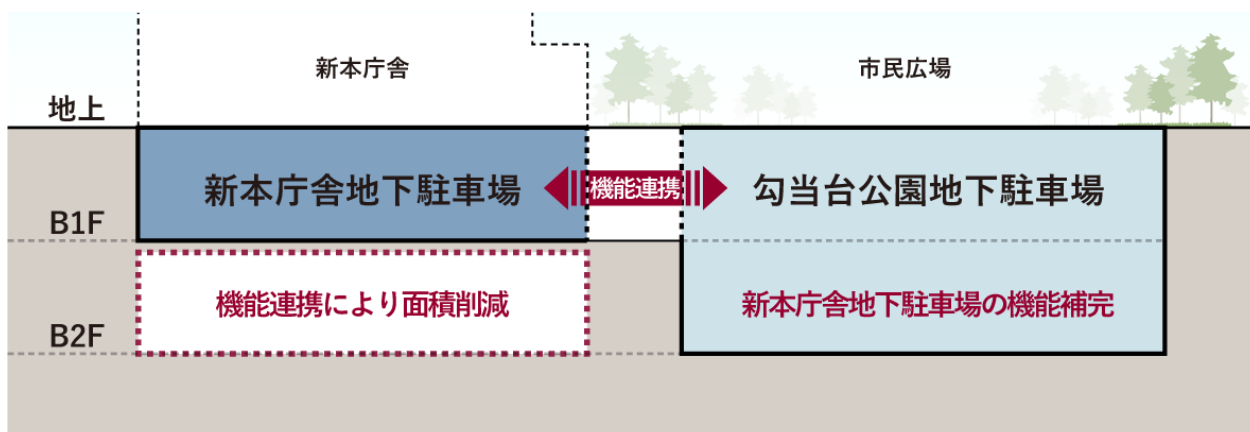 新本庁舎
市民広場
地上
新本庁舎地下駐車場
機能連携
勾当台公園地下駐車場
B1F
機能連携により面積削減
新本庁舎地下駐車場の機能補完
B2F